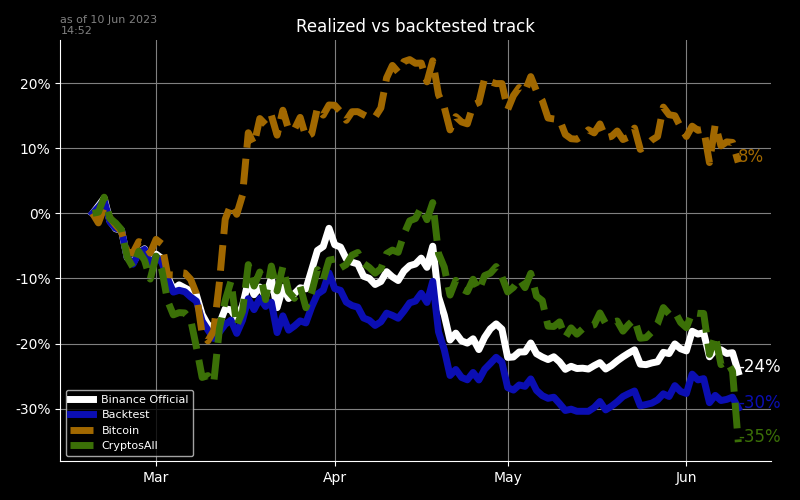 as of 10 Jun 2023
14:52
Realized vs backtested track
20%
10%
0%
-10%
-20%
-30%
8%
-24%
-30%
-35%
Binance Official
Backtest
Bitcoin
CryptosAll
Mar
Apr
May
Jun